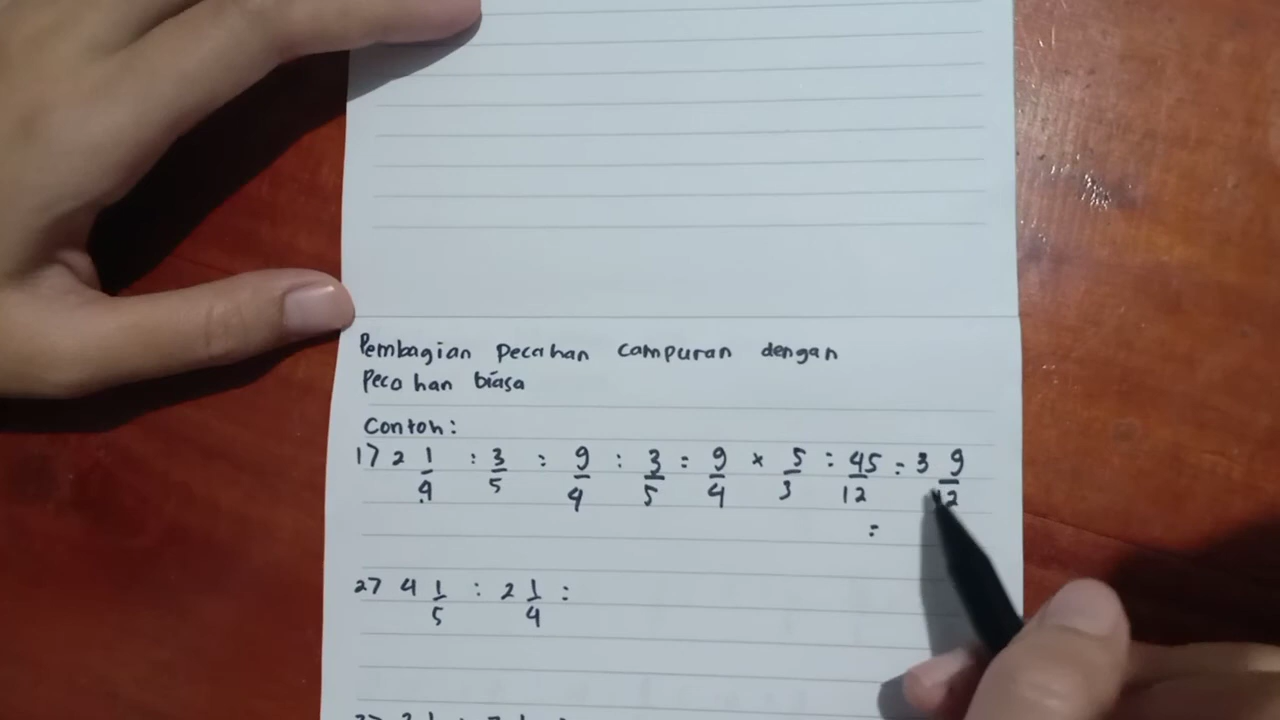 Pembagian Pecahan campuran dengan
Pecahan biasa
Contoh:
1) 2 1/4 : 3/5 = 9/4 : 3/5 = 9/4 × 5/3 = 45/12 = 3 9/12
=
2) 4 1/5 : 2 1/4 =